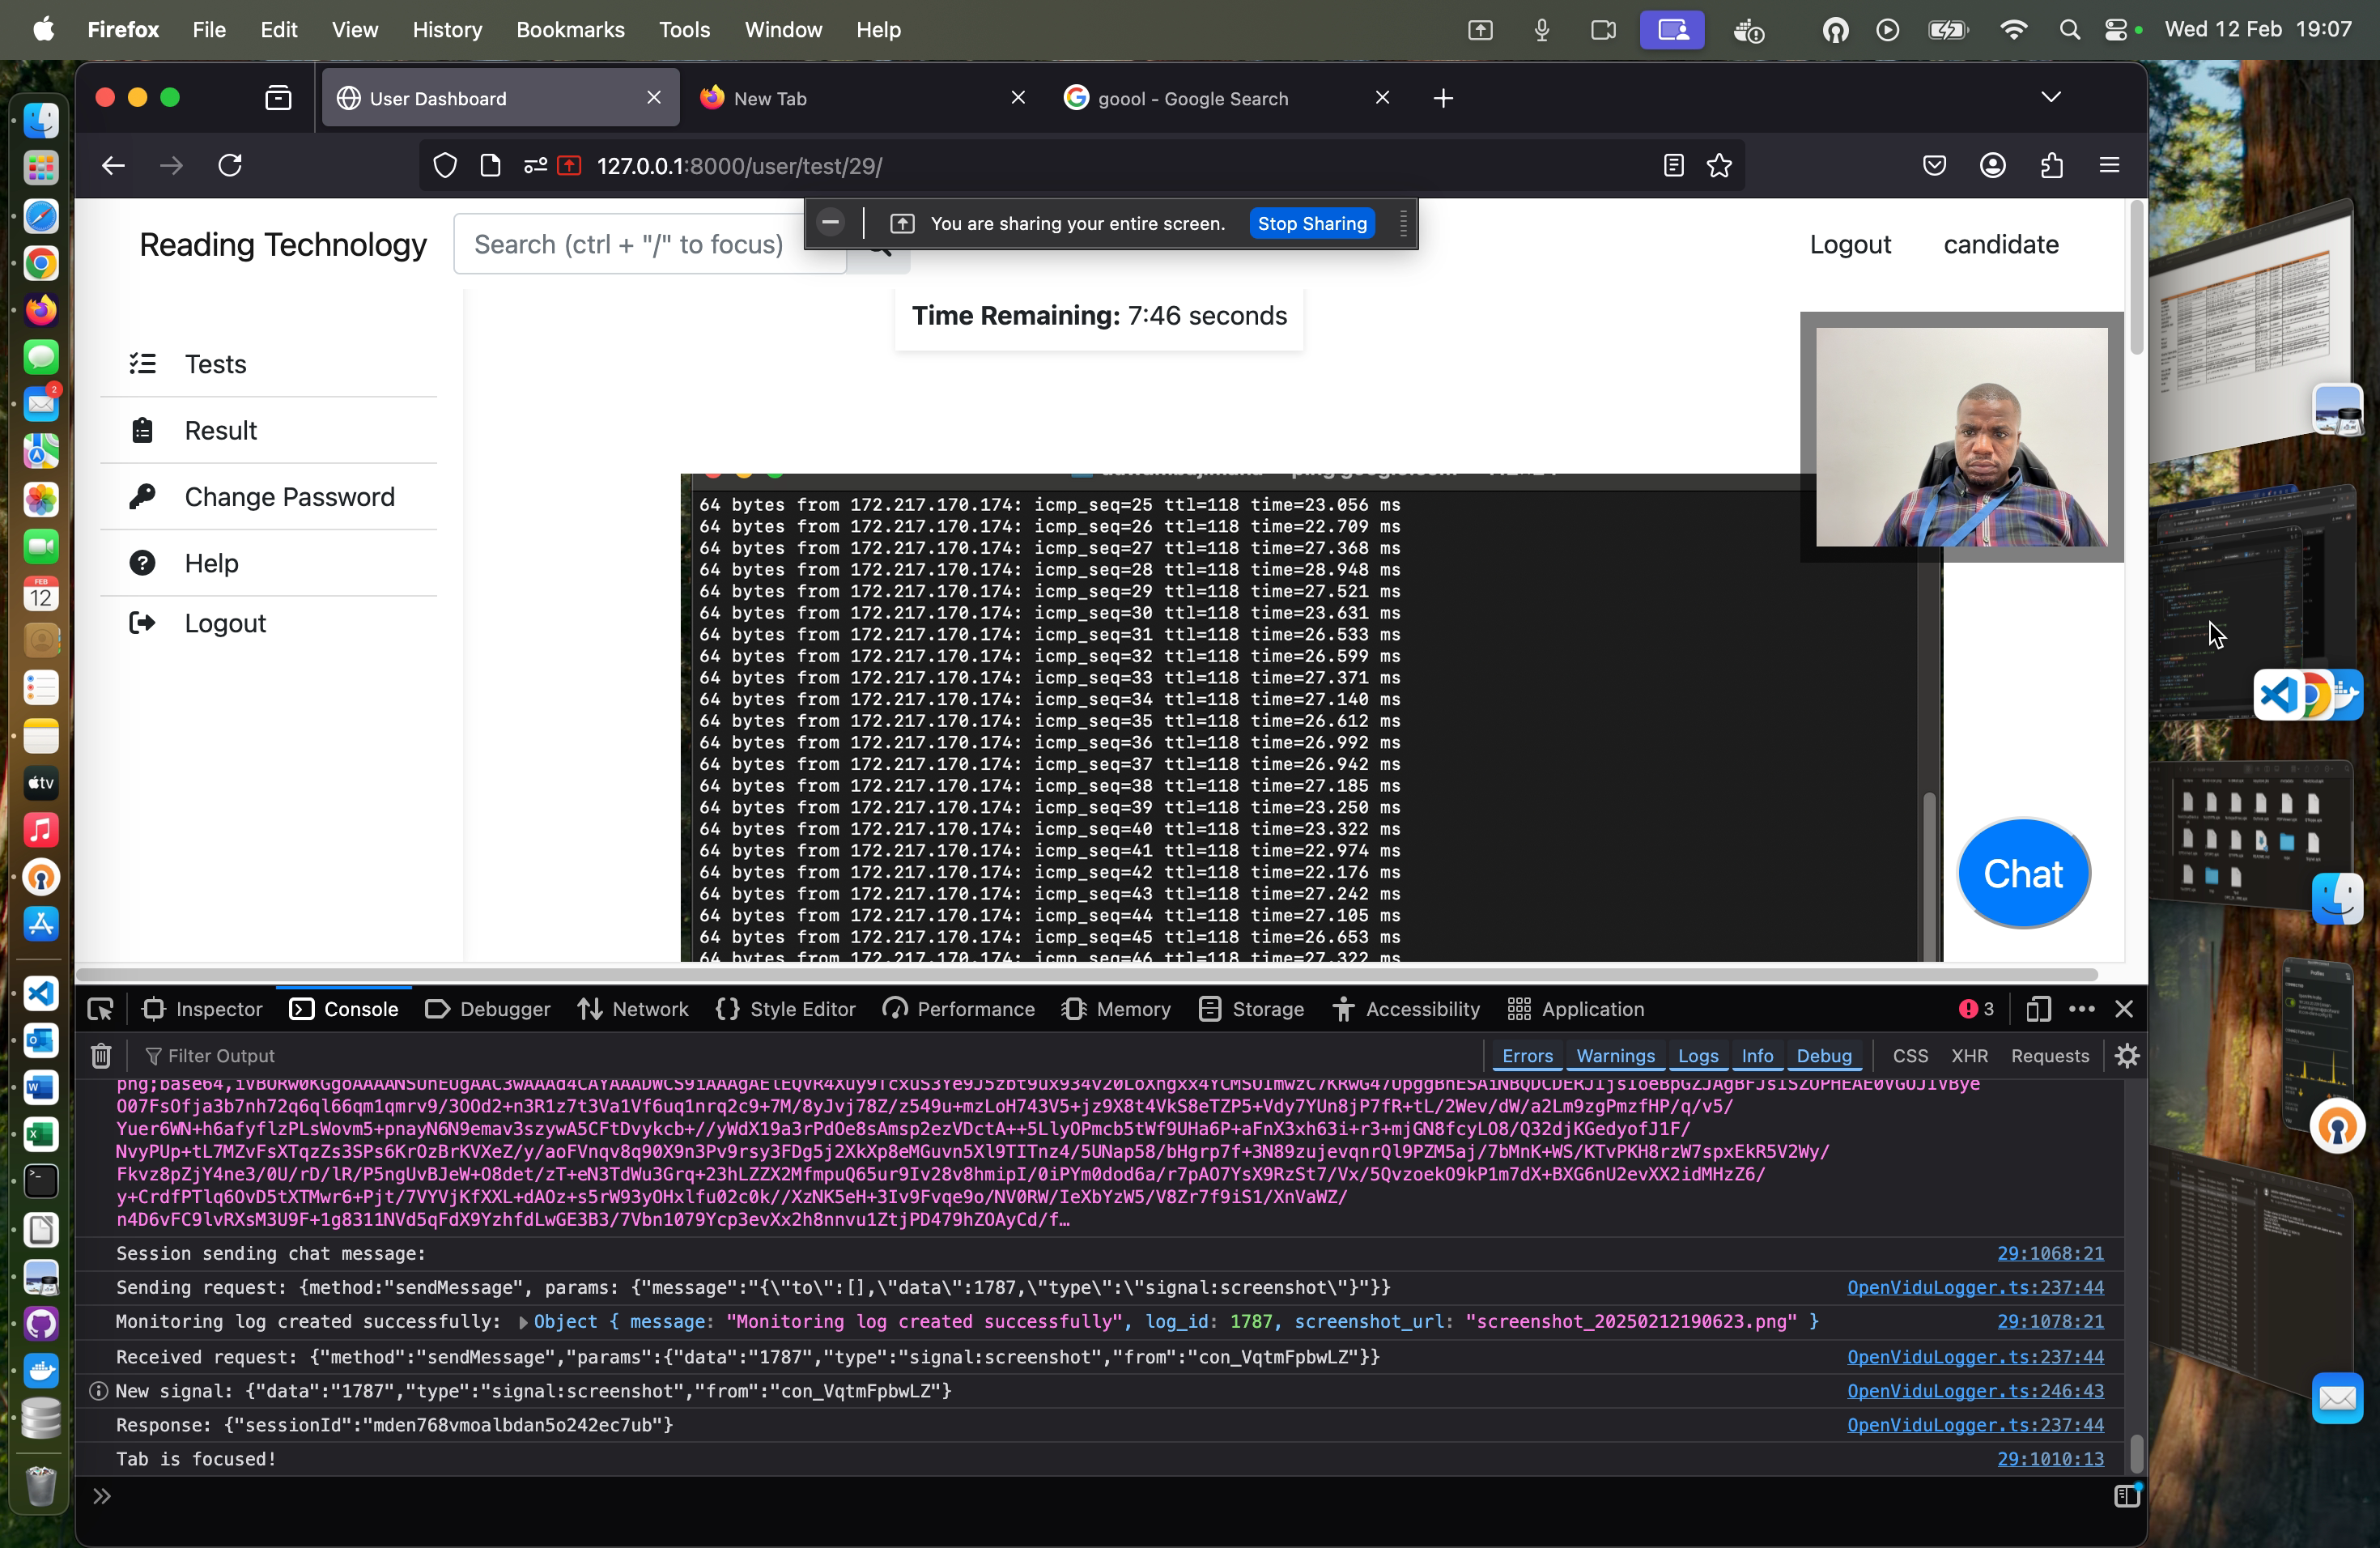 Firefox File Edit View History Bookmarks Tools Window Help
Wed 12 Feb 19:07
User Dashboard
New Tab
goool - Google Search
127.0.0.1:8000/user/test/29/
You are sharing your entire screen.
Stop Sharing
Reading Technology
Search (ctrl + "/" to focus)
Logout
candidate
Time Remaining: 7:46 seconds
Tests
Result
Change Password
Help
Logout
64 bytes from 172.217.170.174: icmp_seq=25 ttl=118 time=23.056 ms
64 bytes from 172.217.170.174: icmp_seq=26 ttl=118 time=22.709 ms
64 bytes from 172.217.170.174: icmp_seq=27 ttl=118 time=27.368 ms
64 bytes from 172.217.170.174: icmp_seq=28 ttl=118 time=28.948 ms
64 bytes from 172.217.170.174: icmp_seq=29 ttl=118 time=27.521 ms
64 bytes from 172.217.170.174: icmp_seq=30 ttl=118 time=23.631 ms
64 bytes from 172.217.170.174: icmp_seq=31 ttl=118 time=26.533 ms
64 bytes from 172.217.170.174: icmp_seq=32 ttl=118 time=26.599 ms
64 bytes from 172.217.170.174: icmp_seq=33 ttl=118 time=27.371 ms
64 bytes from 172.217.170.174: icmp_seq=34 ttl=118 time=27.140 ms
64 bytes from 172.217.170.174: icmp_seq=35 ttl=118 time=26.612 ms
64 bytes from 172.217.170.174: icmp_seq=36 ttl=118 time=26.992 ms
64 bytes from 172.217.170.174: icmp_seq=37 ttl=118 time=26.942 ms
64 bytes from 172.217.170.174: icmp_seq=38 ttl=118 time=27.185 ms
64 bytes from 172.217.170.174: icmp_seq=39 ttl=118 time=23.250 ms
64 bytes from 172.217.170.174: icmp_seq=40 ttl=118 time=23.322 ms
64 bytes from 172.217.170.174: icmp_seq=41 ttl=118 time=22.974 ms
64 bytes from 172.217.170.174: icmp_seq=42 ttl=118 time=22.176 ms
64 bytes from 172.217.170.174: icmp_seq=43 ttl=118 time=27.242 ms
64 bytes from 172.217.170.174: icmp_seq=44 ttl=118 time=27.105 ms
64 bytes from 172.217.170.174: icmp_seq=45 ttl=118 time=26.653 ms
64 bytes from 172.217.170.174: icmp_seq=46 ttl=118 time=27.322 ms
Chat
2
FEB
12
tv
Inspector Console Debugger Network Style Editor Performance Memory Storage Accessibility Application
3
Filter Output
Errors Warnings Logs Info Debug CSS XHR Requests
007FsOfja3b7nh72q6ql66qm1qmrv9/3OOd2+n3R1z7t3Va1Vf6uq1nrq2c9+7M/8yJvj78Z/z549u+mzLoH743V5+jz9X8t4VkS8eTZP5+Vdy7YUn8jP7fR+tL/2Wev/dW/a2Lm9zgPmzfHP/q/v5/
Yuer6WN+h6afyflzPLsWovm5+pnayN6N9emav3szywA5CFtDvykcb+//yWdX19a3rPdOe8sAmsp2ezVDctA++5LlyOPmcb5tWf9UHa6P+aFnX3xh63i+r3+mjGN8fcyLO8/Q32djKGedyofJ1F/
NvyPUp+tL7MZvFsXTqzZs3SPs6KrOzBrKVXeZ/y/aoFVnqv8q90X9n3Pv9rsy3FDg5j2XkXp8eMGuvn5Xl9TITnz4/5UNap58/bHgrp7f+3N89zujevqnrQl9PZM5aj/7bMnK+WS/KTvPKH8rzW7spxEkR5V2Wy/
Fkvz8pZjY4ne3/0U/rD/lR/P5ngUvBJeW+O8det/zT+eN3TdWu3Grq+23hLZZX2MfmpuQ65ur9Iv28v8hmipI/0iPYm0dod6a/r7pAO7YsX9RzSt7/Vx/5QvzoekO9kP1m7dX+BXG6nU2evXX2idMHzZ6/
y+CrdfPTlq6OvD5tXTMwr6+Pjt/7VYVjKfXXL+dAOz+s5rW93yOHxlfu02c0k//XzNK5eH+3Iv9Fvqe9o/NV0RW/IeXbYzW5/V8Zr7f9iS1/XnVaWZ/
n4D6vFC9lvRXsM3U9F+1g8311NVd5qFdX9YzhfdLwGE3B3/7Vbn1079Ycp3evXx2h8nnvu1ZtjPD479hZOAyCd/f…
Session sending chat message: 29:1068:21
Sending request: {method:"sendMessage", params: {"message":"{\"to\":[],\"data\":1787,\"type\":\"signal:screenshot\"}"}} OpenViduLogger.ts:237:44
Monitoring log created successfully: Object { message: "Monitoring log created successfully", log_id: 1787, screenshot_url: "screenshot_20250212190623.png" } 29:1078:21
Received request: {"method":"sendMessage","params":{"data":"1787","type":"signal:screenshot","from":"con_VqtmFpbwLZ"}} OpenViduLogger.ts:237:44
New signal: {"data":"1787","type":"signal:screenshot","from":"con_VqtmFpbwLZ"} OpenViduLogger.ts:246:43
Response: {"sessionId":"mden768vmoalbdan5o242ec7ub"} OpenViduLogger.ts:237:44
Tab is focused! 29:1010:13